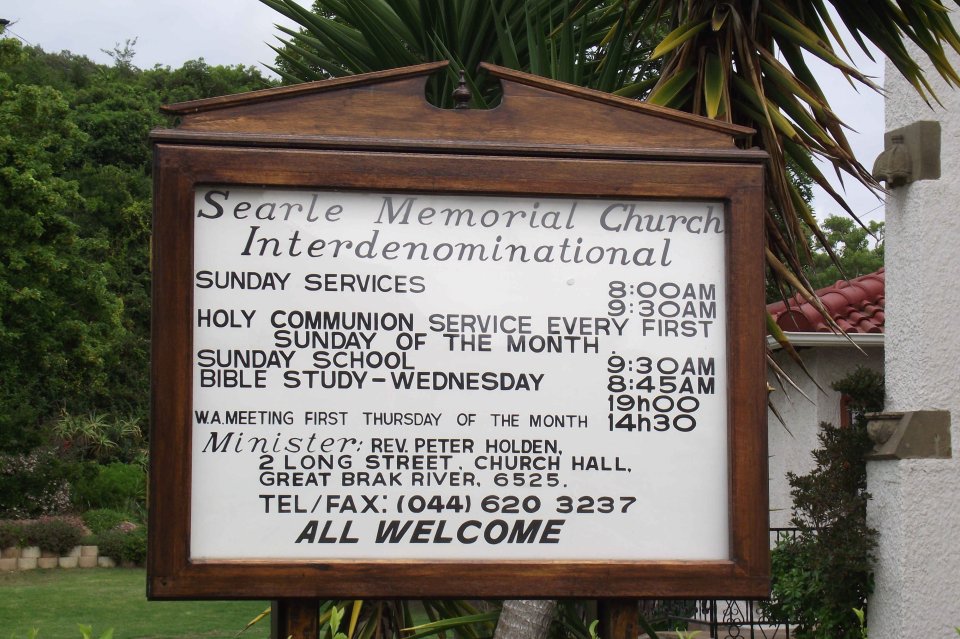 Searle Memorial Church
Interdenominational
SUNDAY SERVICES 8:00AM
9:30AM
HOLY COMMUNION SERVICE EVERY FIRST
SUNDAY OF THE MONTH. 9:30AM
SUNDAY SCHOOL 8:45AM
BIBLE STUDY-WEDNESDAY 19h00
W.A.MEETING FIRST THURSDAY OF THE MONTH 14h30
Minister: REV. PETER HOLDEN,
2 LONG STREET, CHURCH HALL,
GREAT BRAK RIVER, 6525.
TEL/FAX: (044) 620 3237
ALL WELCOME